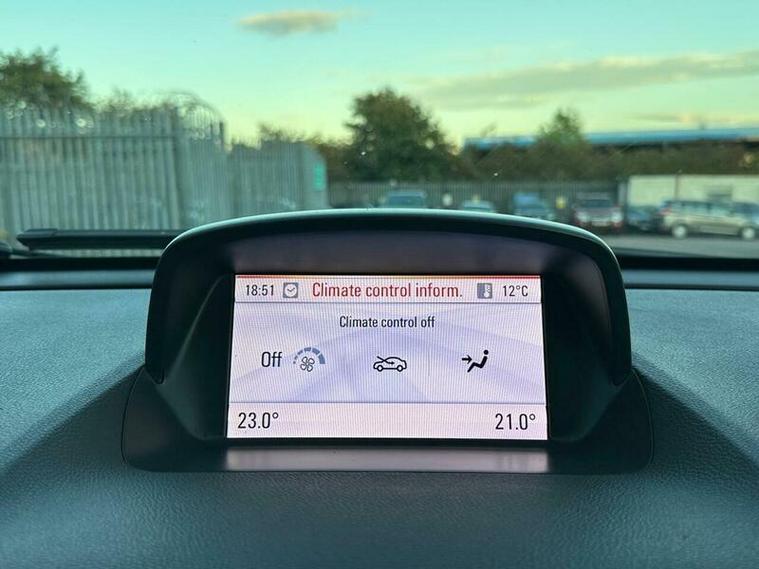 18:51 Climate control inform. 12°C
Climate control off
Off
23.0° 21.0°